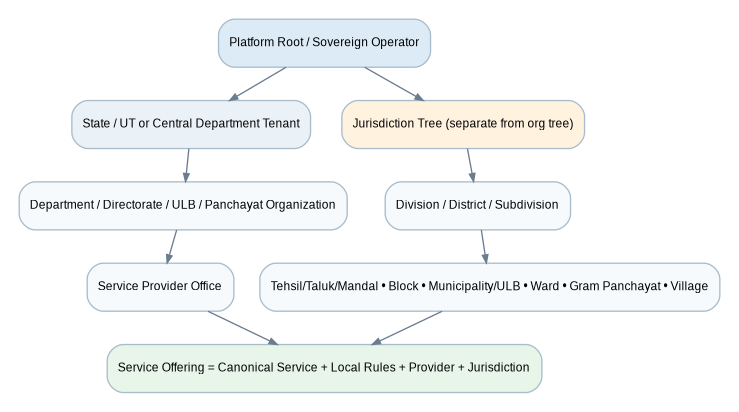 Platform Root / Sovereign Operator
State / UT or Central Department Tenant
Jurisdiction Tree (separate from org tree)
Department / Directorate / ULB / Panchayat Organization
Division / District / Subdivision
Service Provider Office
Tehsil/Taluk/Mandal • Block • Municipality/ULB • Ward • Gram Panchayat • Village
Service Offering = Canonical Service + Local Rules + Provider + Jurisdiction